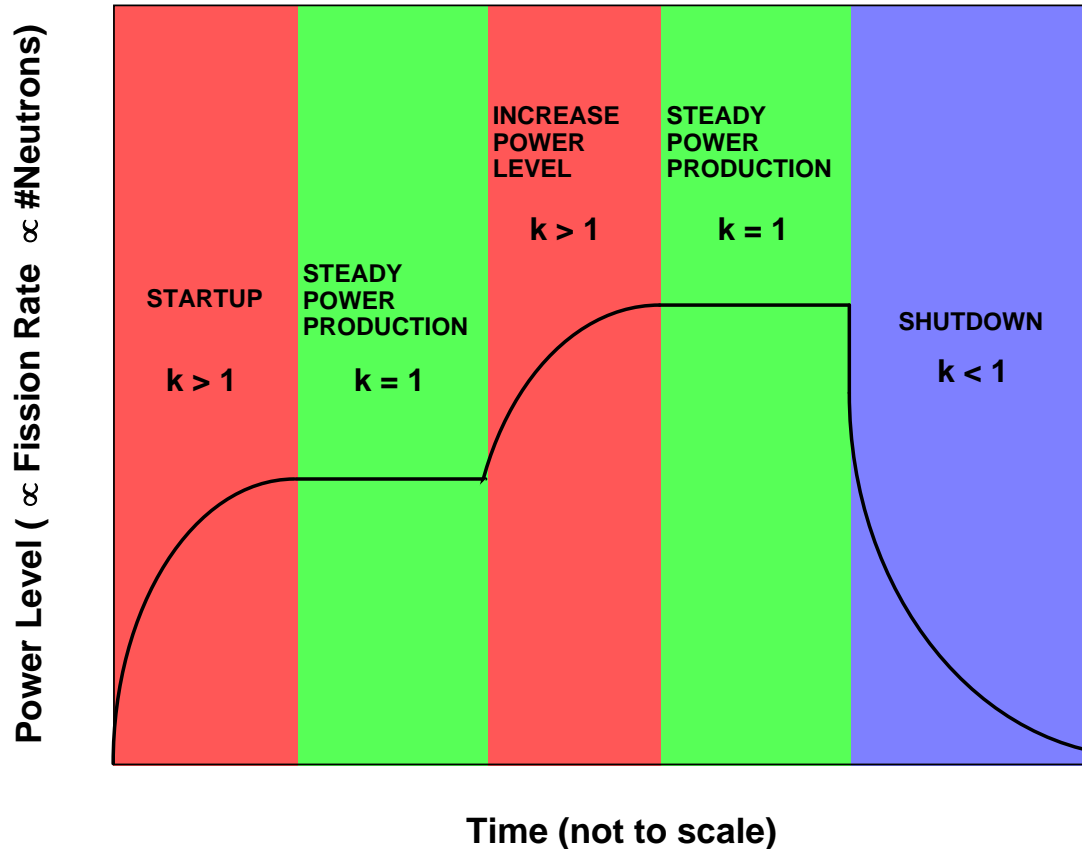 Power Level ( ∝ Fission Rate ∝ #Neutrons)
STARTUP
k > 1
STEADY
POWER
PRODUCTION
k = 1
INCREASE
POWER
LEVEL
k > 1
STEADY
POWER
PRODUCTION
k = 1
SHUTDOWN
k < 1
Time (not to scale)